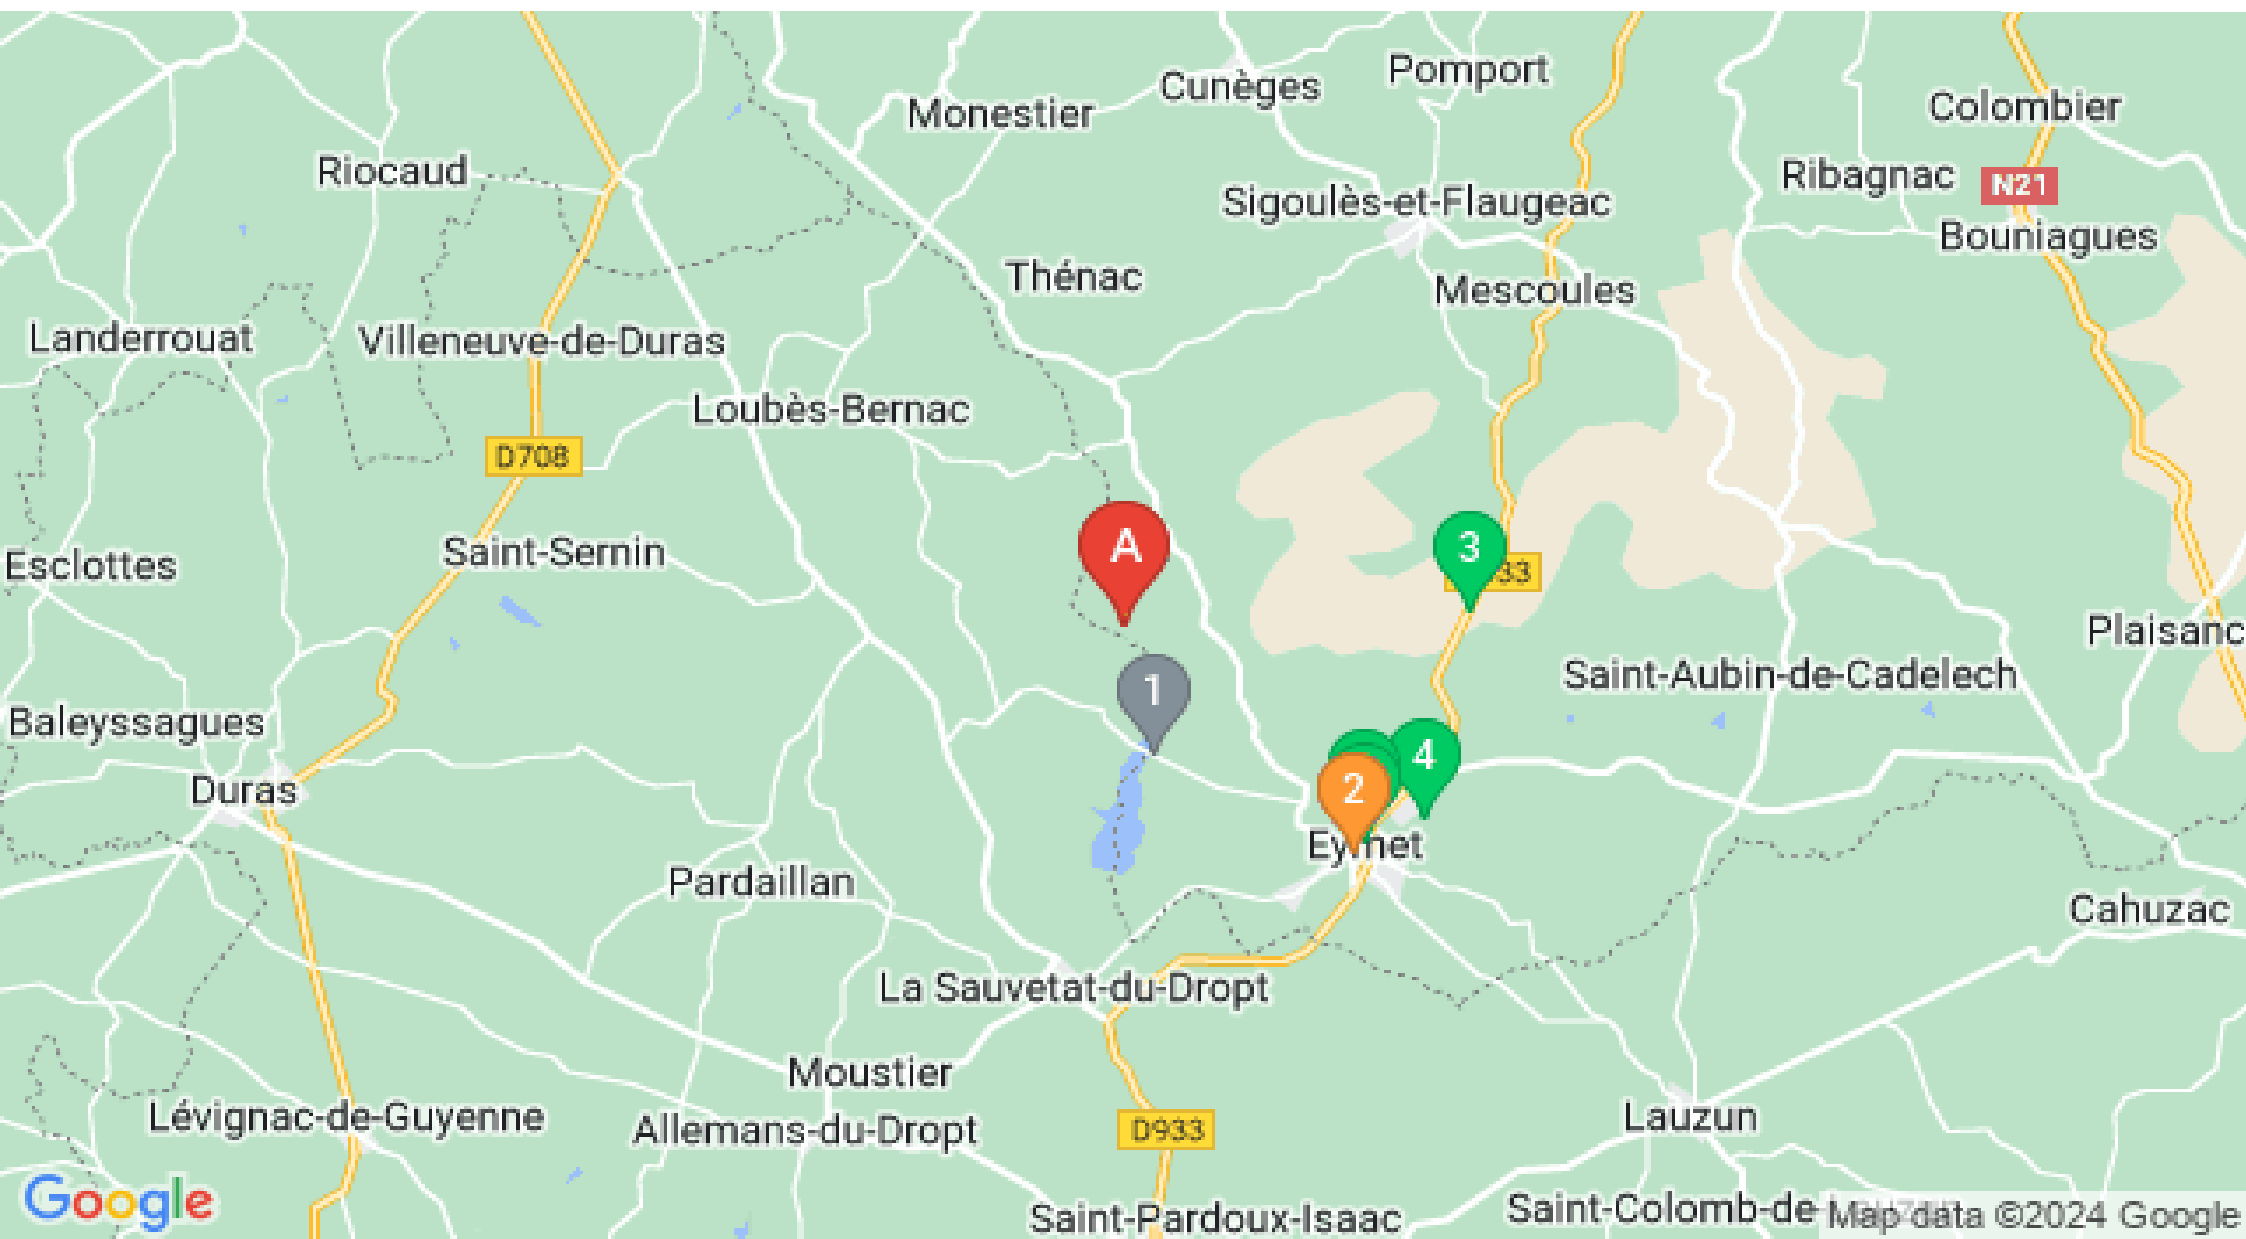 Pomport
Cunèges
Monestier
Colombier
Riocaud
Ribagnac
N21
Sigoulès-et-Flaugeac
Bouniagues
Thénac
Mescoules
Landerrouat
Villeneuve-de-Duras
Loubès-Bernac
D708
A
3
33
Saint-Sernin
Esclottes
Plaisanc
Saint-Aubin-de-Cadelech
1
Baleyssagues
4
Duras
2
Eymet
Pardaillan
Cahuzac
La Sauvetat-du-Dropt
Moustier
Lévignac-de-Guyenne
Allemans-du-Dropt
D933
Lauzun
Google
Saint-Pardoux-Isaac
Saint-Colomb-de-
Map data ©2024 Google